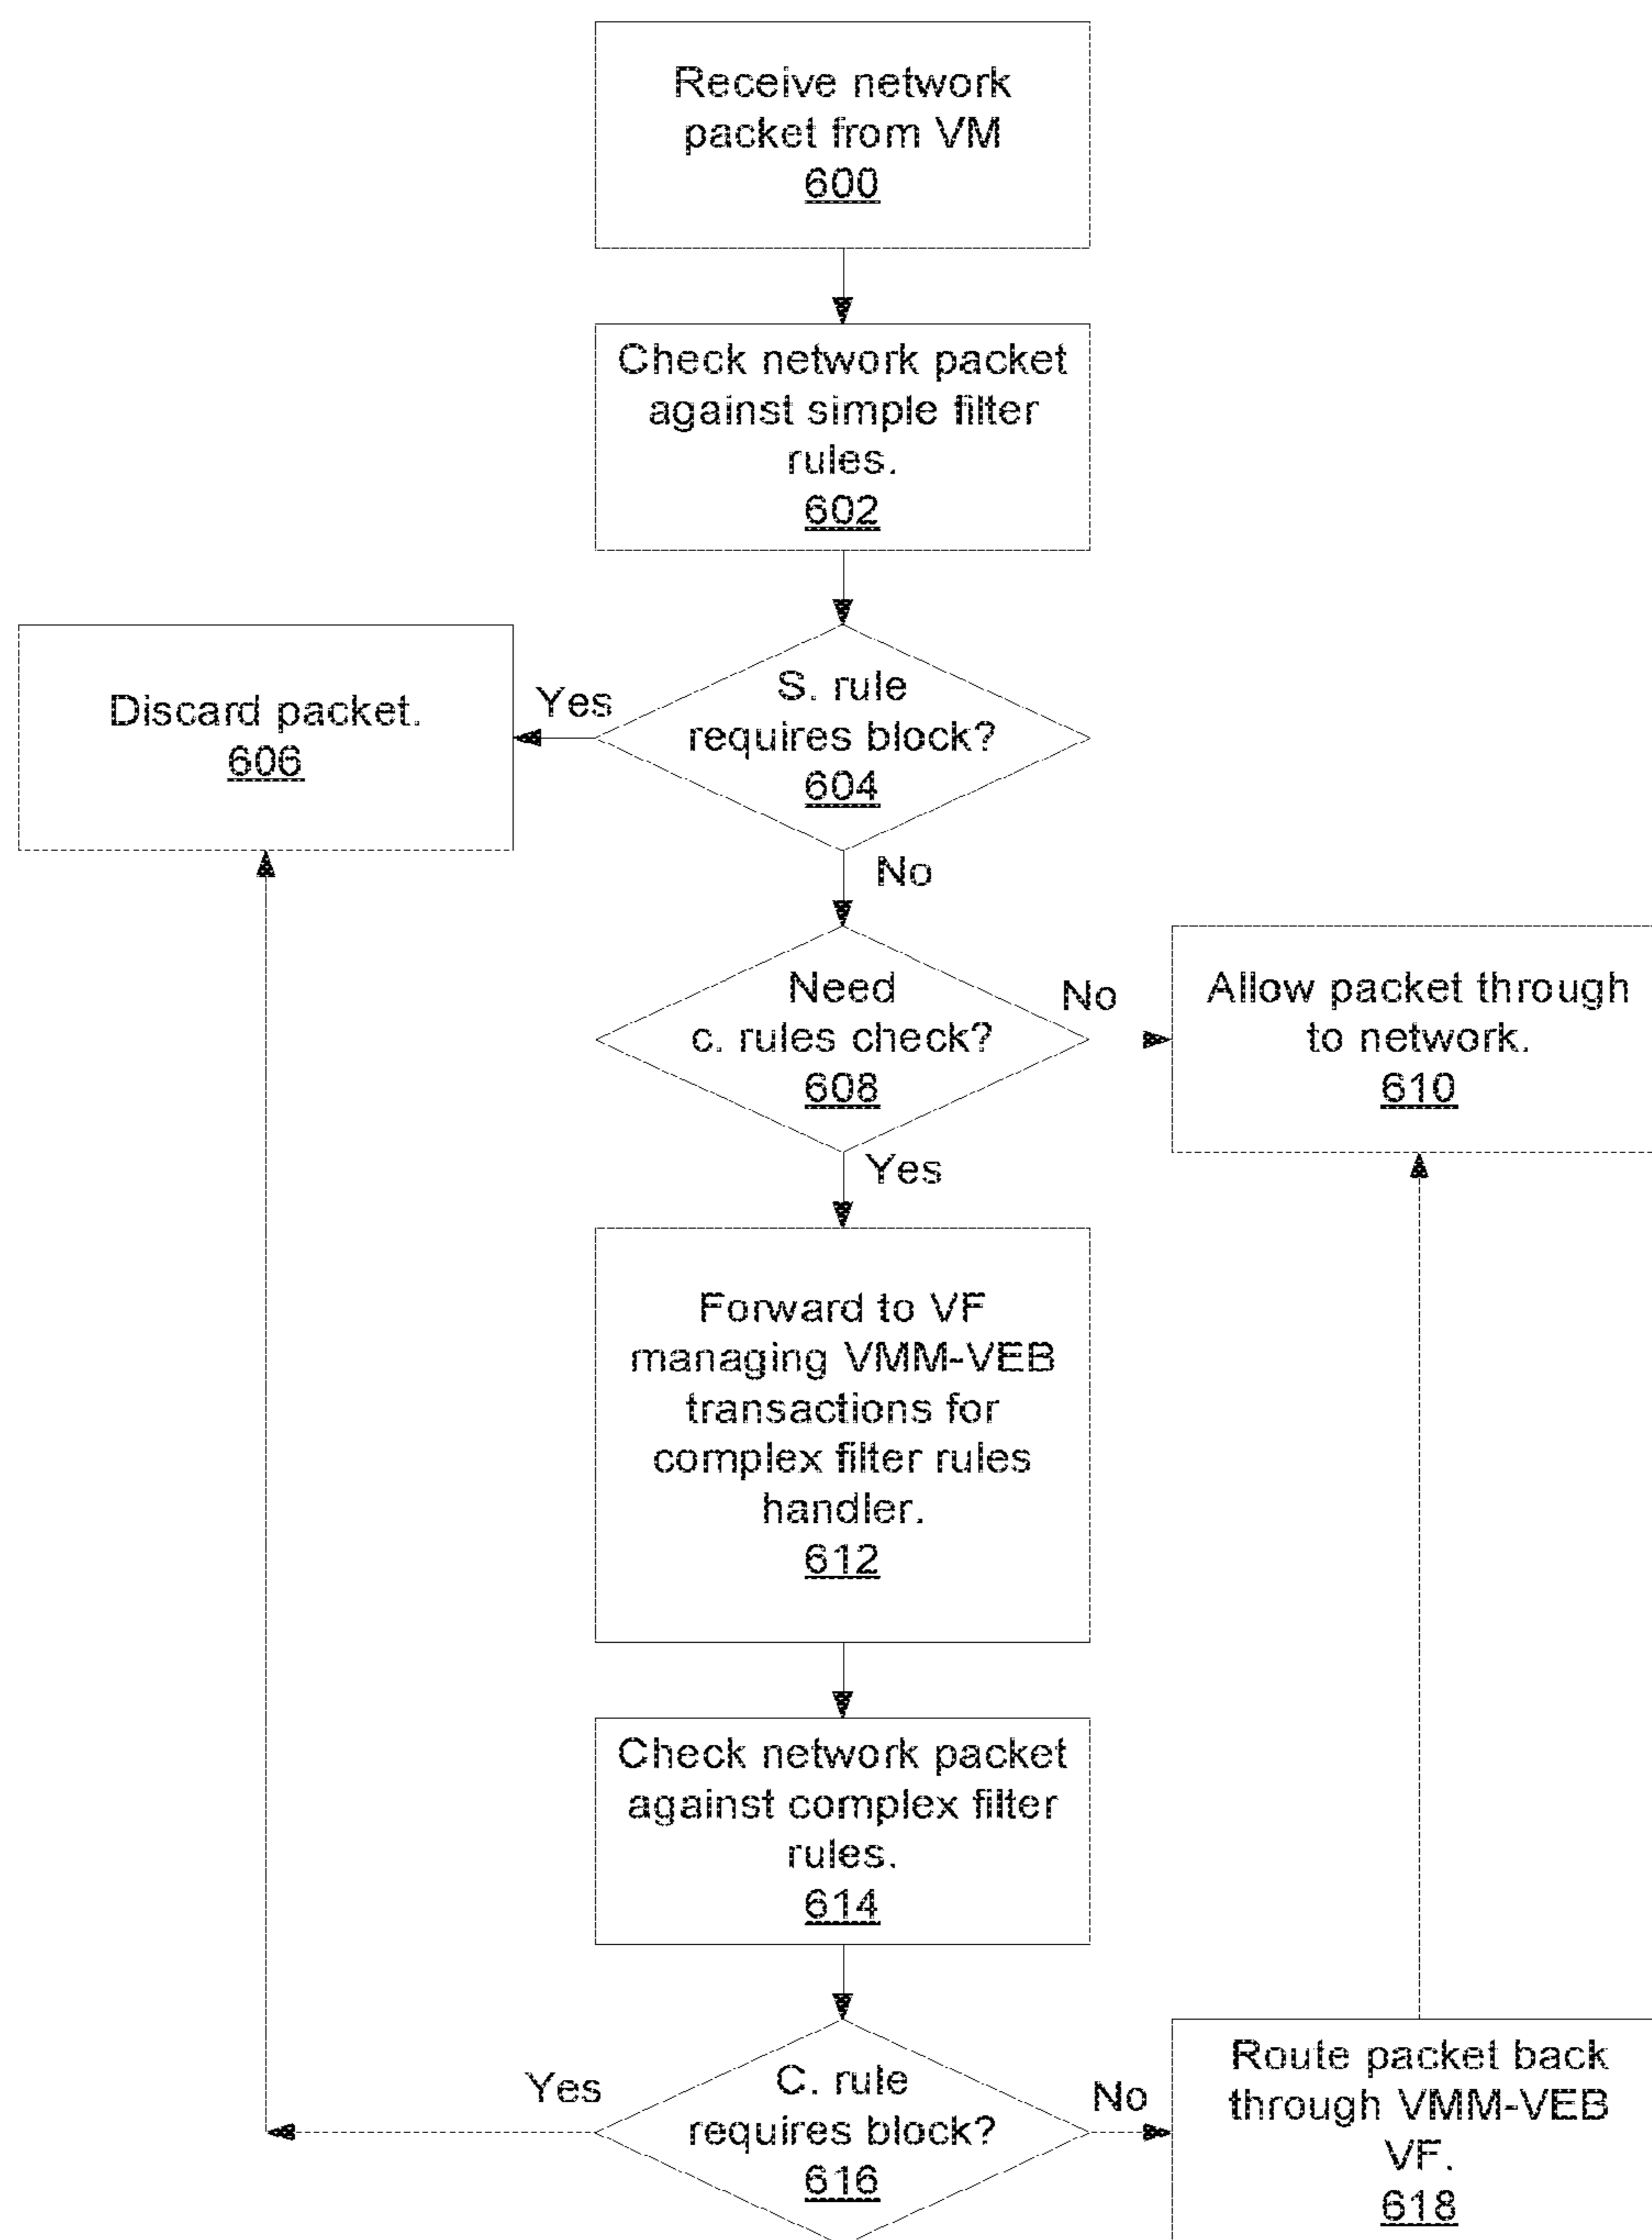 Receive network
packet from VM
600
Check network packet
against simple filter
rules.
602
S. rule
requires block?
604
Yes
Discard packet.
606
No
Need
c. rules check?
608
No
Allow packet through
to network.
610
Yes
Forward to VF
managing VMM-VEB
transactions for
complex filter rules
handler.
612
Check network packet
against complex filter
rules.
614
C. rule
requires block?
616
Yes
No
Route packet back
through VMM-VEB
VF.
618